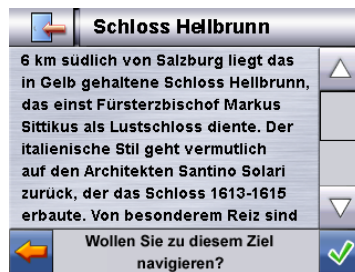 Schloss Hellbrunn
6 km südlich von Salzburg liegt das
in Gelb gehaltene Schloss Hellbrunn,
das einst Fürsterzbischof Markus
Sittikus als Lustschloss diente. Der
italienische Stil geht vermutlich
auf den Architekten Santino Solari
zurück, der das Schloss 1613-1615
erbaute. Von besonderem Reiz sind
Wollen Sie zu diesem Ziel
navigieren?